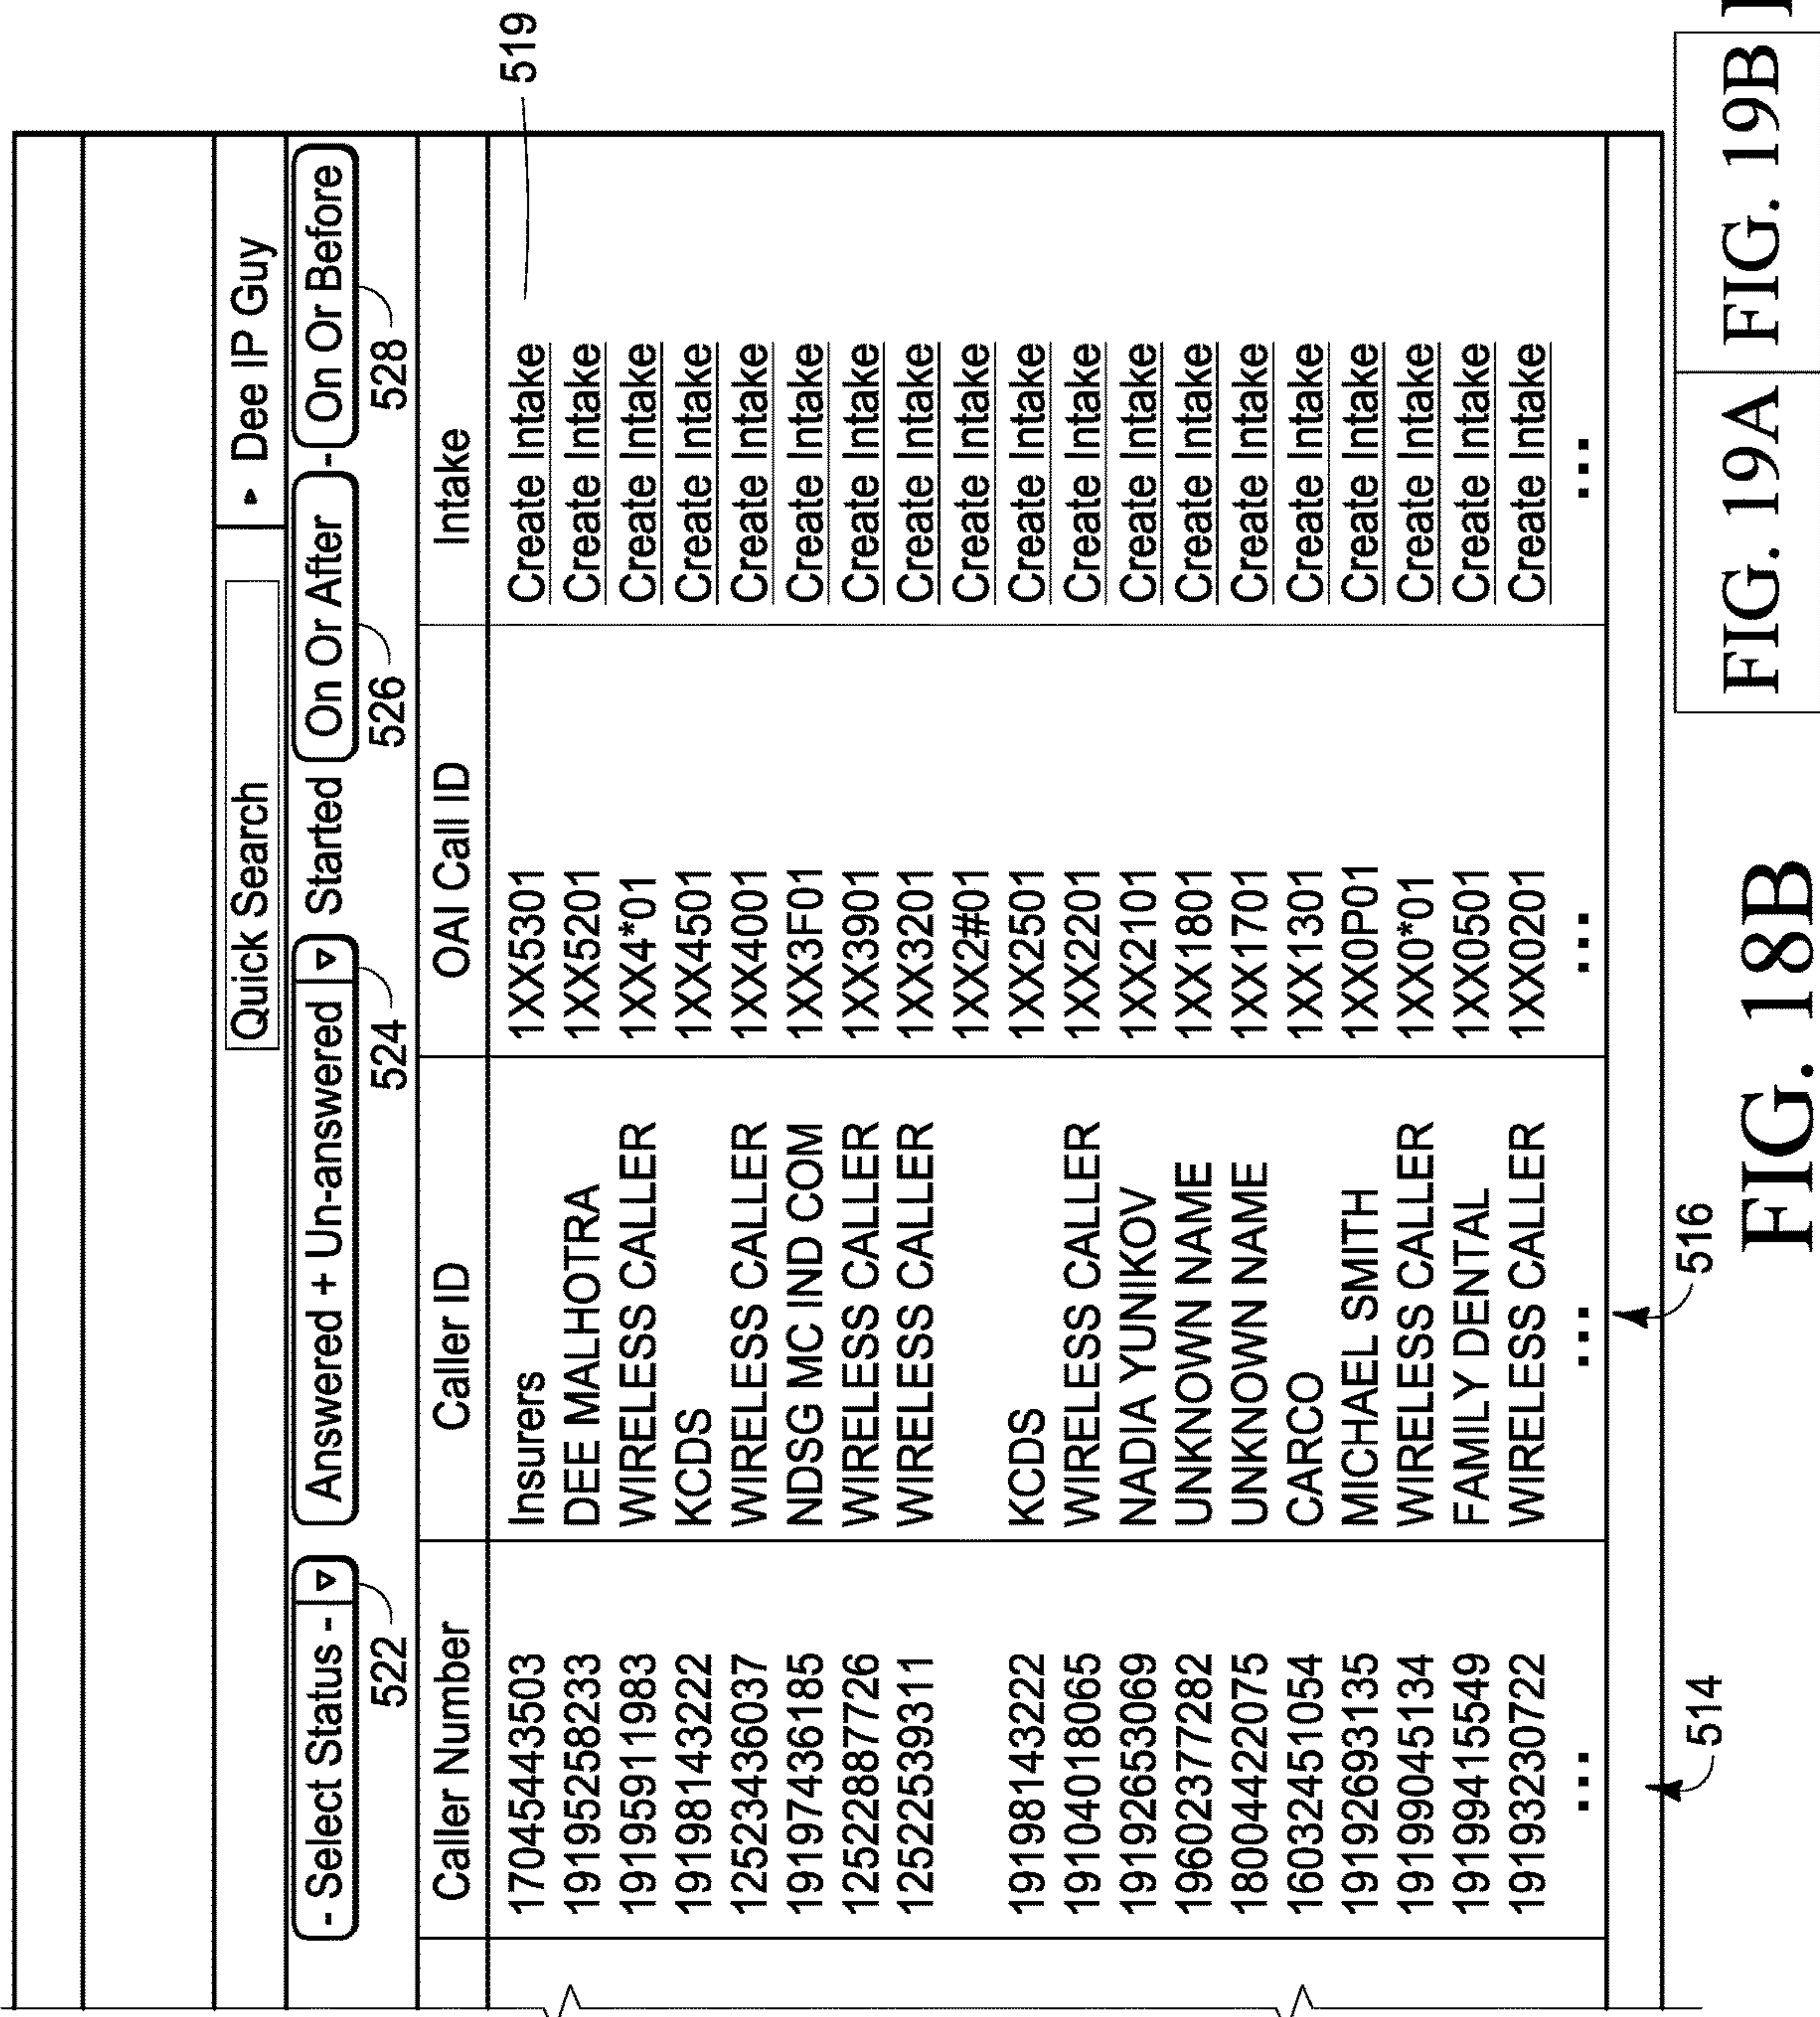 Quick Search ▸ Dee IP Guy
- Select Status - ▿ Answered + Un-answered ▿ Started On Or After - On Or Before
522 524 526 528
Caller Number Caller ID OAI Call ID Intake
17045443503 Insurers 1XX5301 Create Intake 519
19195258233 DEE MALHOTRA 1XX5201 Create Intake
19195911983 WIRELESS CALLER 1XX4*01 Create Intake
19198143222 KCDS 1XX4501 Create Intake
12523436037 WIRELESS CALLER 1XX4001 Create Intake
19197436185 NDSG MC IND COM 1XX3F01 Create Intake
12522887726 WIRELESS CALLER 1XX3901 Create Intake
12522539311 WIRELESS CALLER 1XX3201 Create Intake
1XX2#01 Create Intake
19198143222 KCDS 1XX2501 Create Intake
19104018065 WIRELESS CALLER 1XX2201 Create Intake
19192653069 NADIA YUNIKOV 1XX2101 Create Intake
19602377282 UNKNOWN NAME 1XX1801 Create Intake
18004422075 UNKNOWN NAME 1XX1701 Create Intake
16032451054 CARCO 1XX1301 Create Intake
19192693135 MICHAEL SMITH 1XX0P01 Create Intake
19199045134 WIRELESS CALLER 1XX0*01 Create Intake
19199415549 FAMILY DENTAL 1XX0501 Create Intake
19193230722 WIRELESS CALLER 1XX0201 Create Intake
... ... ... ...
514 516
FIG. 18B
FIG. 19A FIG. 19B